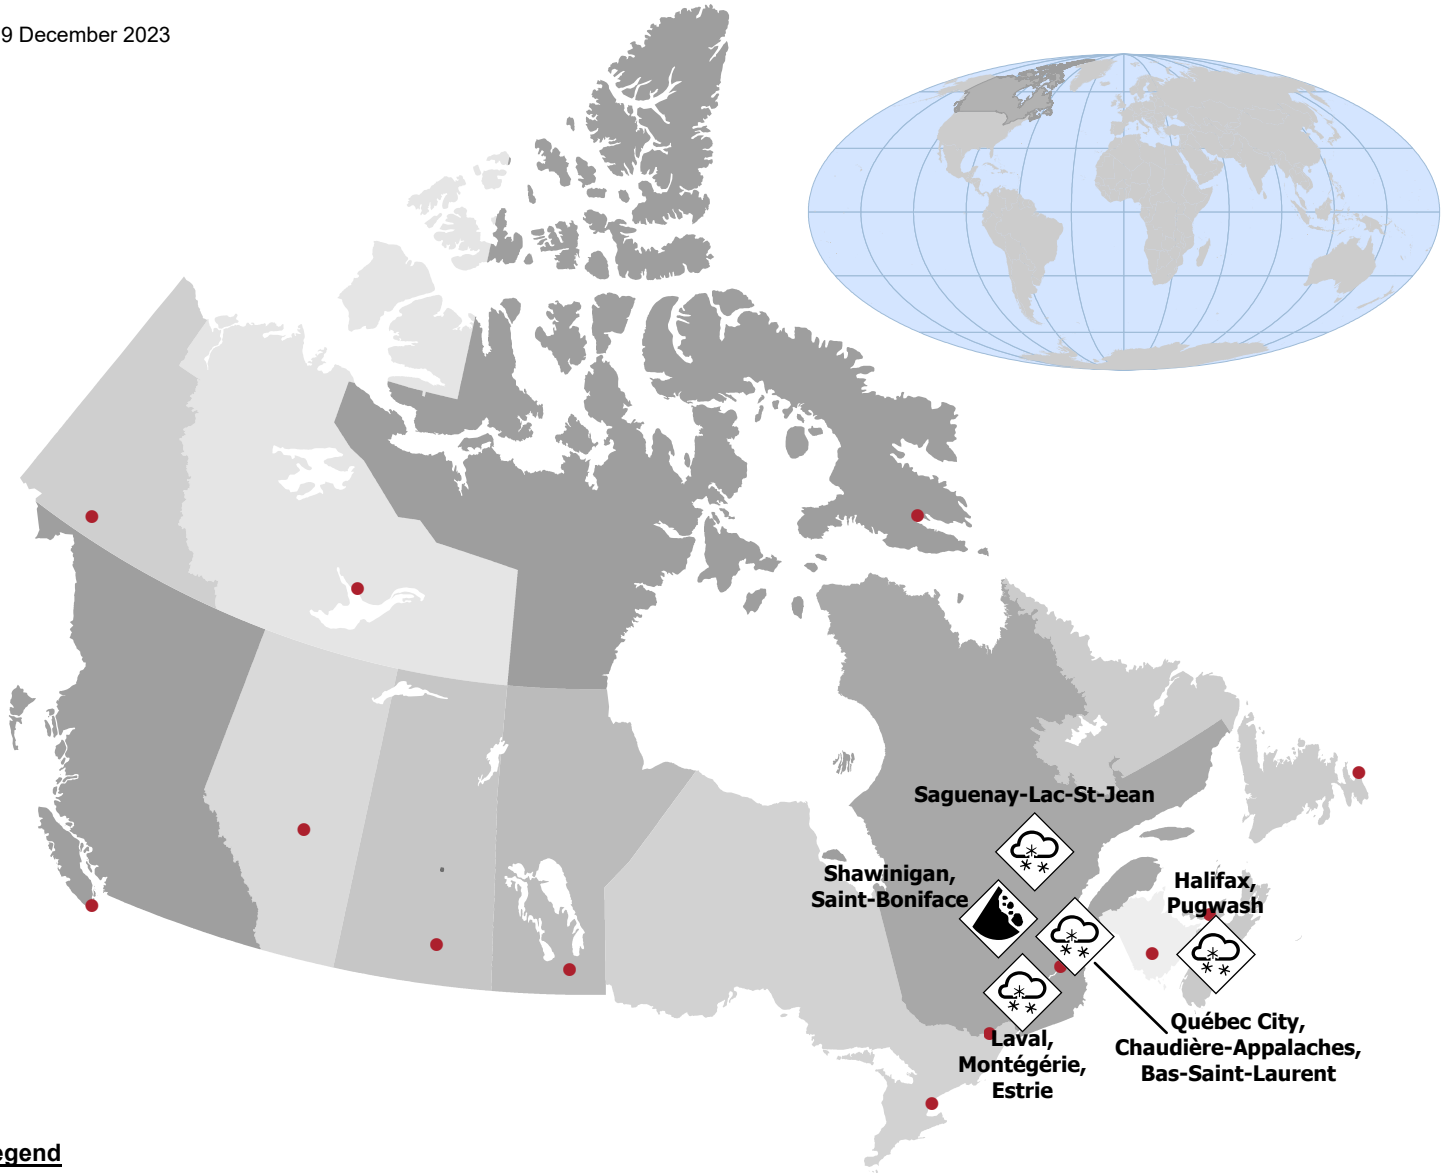 9 December 2023
Saguenay-Lac-St-Jean
Shawinigan,
Saint-Boniface
Halifax,
Pugwash
Laval,
Montégérie,
Estrie
Québec City,
Chaudière-Appalaches,
Bas-Saint-Laurent
egend